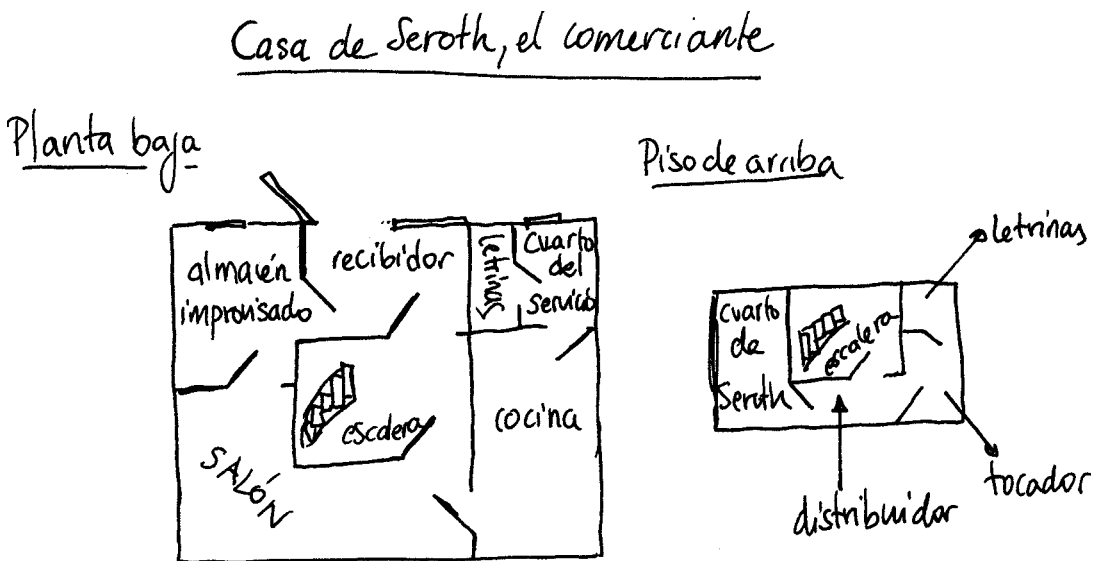 Casa de Seroth, el comerciante
Planta baja
Piso de arriba
almacén
improvisado
recibidor
letrinas
cuarto
del
servicio
escalera
cocina
SALÓN
letrinas
cuarto
de
Seroth
escalera
tocador
distribuidor